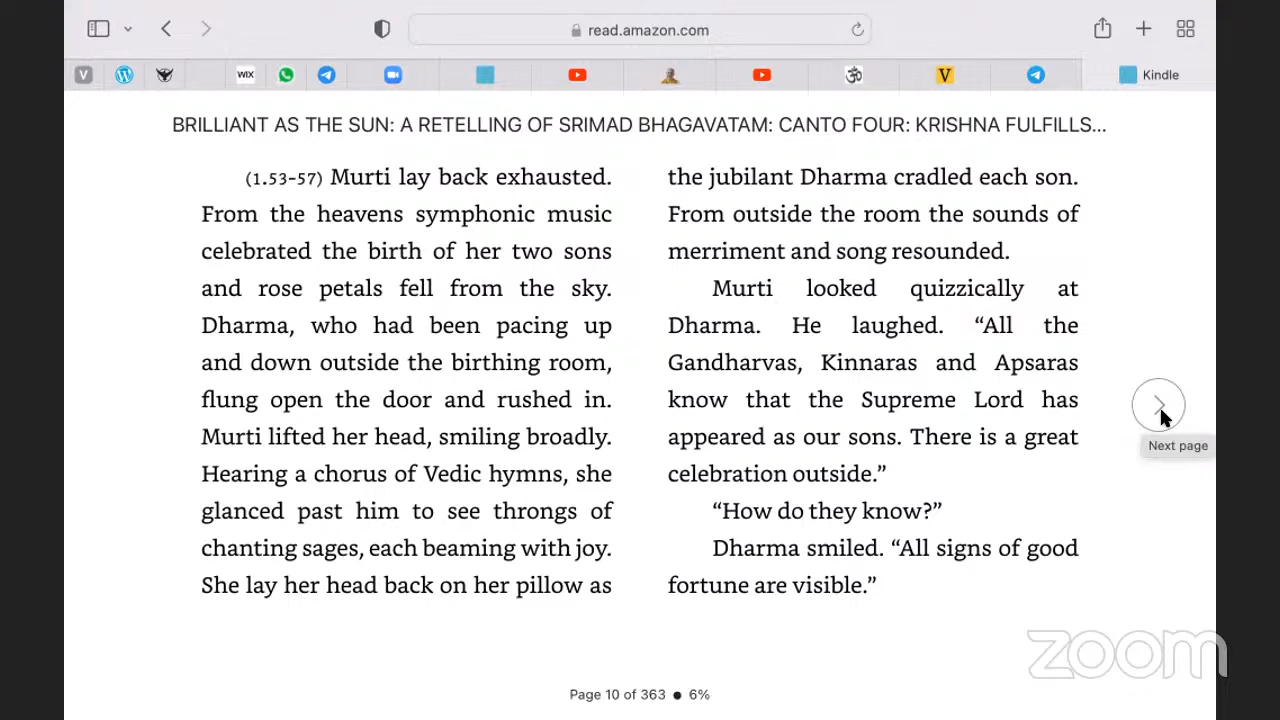 read.amazon.com
V
WIX
ॐ
V
Kindle
BRILLIANT AS THE SUN: A RETELLING OF SRIMAD BHAGAVATAM: CANTO FOUR: KRISHNA FULFILLS...
(1.53-57) Murti lay back exhausted.
From the heavens symphonic music
celebrated the birth of her two sons
and rose petals fell from the sky.
Dharma, who had been pacing up
and down outside the birthing room,
flung open the door and rushed in.
Murti lifted her head, smiling broadly.
Hearing a chorus of Vedic hymns, she
glanced past him to see throngs of
chanting sages, each beaming with joy.
She lay her head back on her pillow as
the jubilant Dharma cradled each son.
From outside the room the sounds of
merriment and song resounded.
Murti looked quizzically at
Dharma. He laughed. “All the
Gandharvas, Kinnaras and Apsaras
know that the Supreme Lord has
appeared as our sons. There is a great
celebration outside.”
“How do they know?”
Dharma smiled. “All signs of good
fortune are visible.”
Next page
zoom
Page 10 of 363 ● 6%